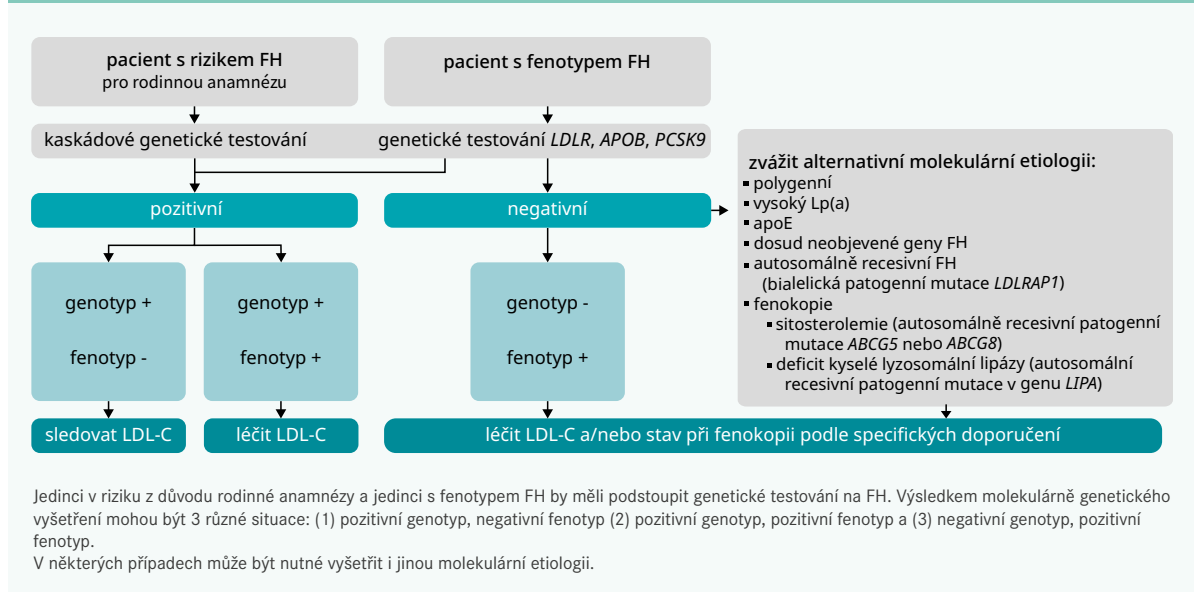 pacient s rizikem FH
pro rodinnou anamnézu
pacient s fenotypem FH
kaskádové genetické testování
genetické testování LDLR, APOB, PCSK9
pozitivní
negativní
genotyp +
fenotyp -
genotyp +
fenotyp +
genotyp -
fenotyp +
zvážit alternativní molekulární etiologii:
▪ polygenní
▪ vysoký Lp(a)
▪ apoE
▪ dosud neobjevené geny FH
▪ autosomálně recesivní FH
(bialelická patogenní mutace LDLRAP1)
▪ fenokopie
▪ sitosterolemie (autosomálně recesivní patogenní
mutace ABCG5 nebo ABCG8)
▪ deficit kyselé lyzosomální lipázy (autosomální
recesivní patogenní mutace v genu LIPA)
sledovat LDL-C
léčit LDL-C
léčit LDL-C a/nebo stav při fenokopii podle specifických doporučení
Jedinci v riziku z důvodu rodinné anamnézy a jedinci s fenotypem FH by měli podstoupit genetické testování na FH. Výsledkem molekulárně genetického
vyšetření mohou být 3 různé situace: (1) pozitivní genotyp, negativní fenotyp (2) pozitivní genotyp, pozitivní fenotyp a (3) negativní genotyp, pozitivní
fenotyp.
V některých případech může být nutné vyšetřit i jinou molekulární etiologii.